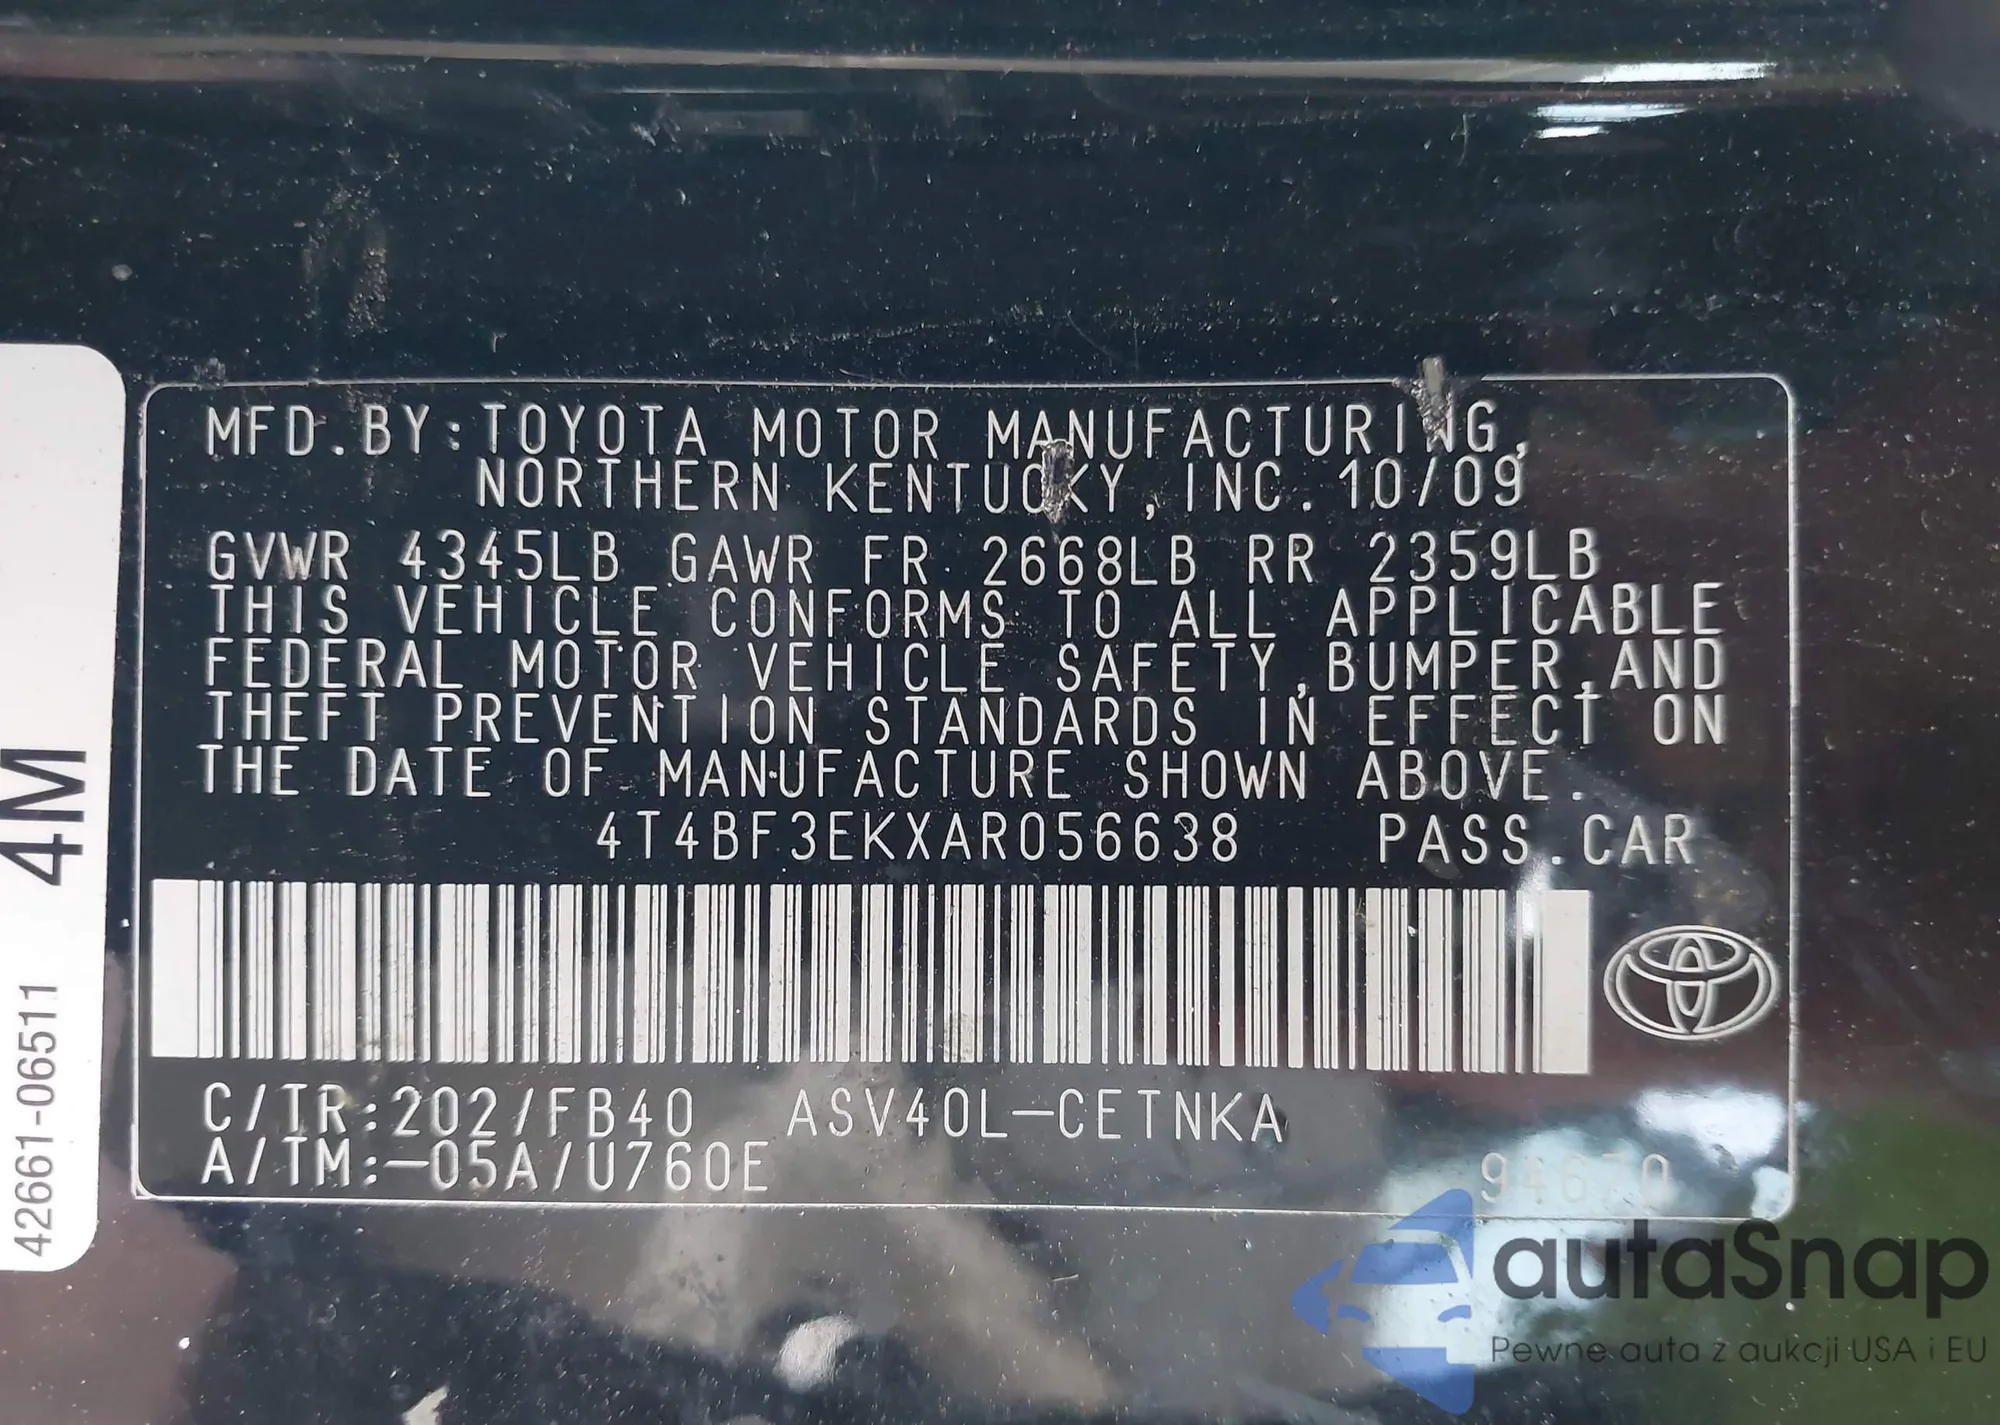 MFD.BY:TOYOTA MOTOR MANUFACTURING,
NORTHERN KENTUCKY,INC.10/09
GVWR 4345LB GAWR FR 2668LB RR 2359LB
THIS VEHICLE CONFORMS TO ALL APPLICABLE
FEDERAL MOTOR VEHICLE SAFETY,BUMPER,AND
THEFT PREVENTION STANDARDS IN EFFECT ON
THE DATE OF MANUFACTURE SHOWN ABOVE.
4T4BF3EKXAR056638 PASS.CAR
C/TR:202/FB40 ASV40L-CETNKA
A/TM:-05A/U760E
94670
4M
42661-06511
autaSnap
Pewne auta z aukcji USA i EU